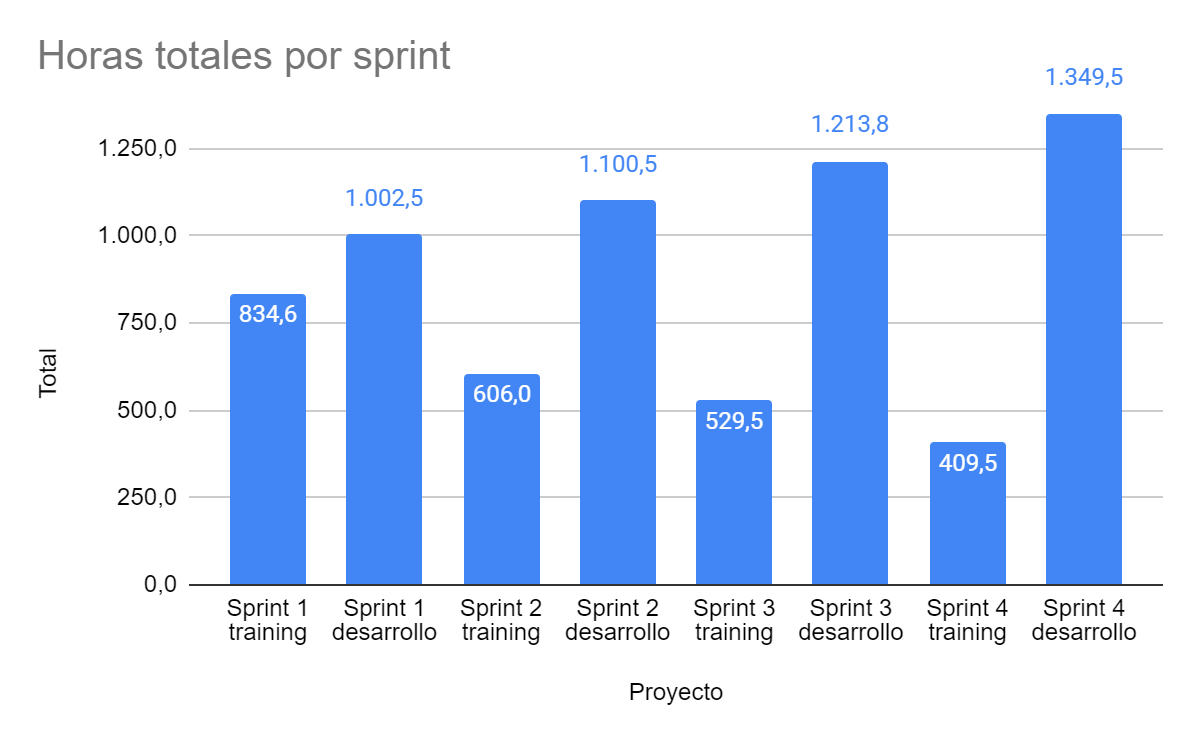 Horas totales por sprint
1.349,5
1.213,8
1.250,0
1.100,5
1.002,5
1.000,0
834,6
750,0
606,0
500,0
529,5
409,5
250,0
0,0
Total
Sprint 1
training
Sprint 1
desarrollo
Sprint 2
training
Sprint 2
desarrollo
Sprint 3
training
Sprint 3
desarrollo
Sprint 4
training
Sprint 4
desarrollo
Proyecto